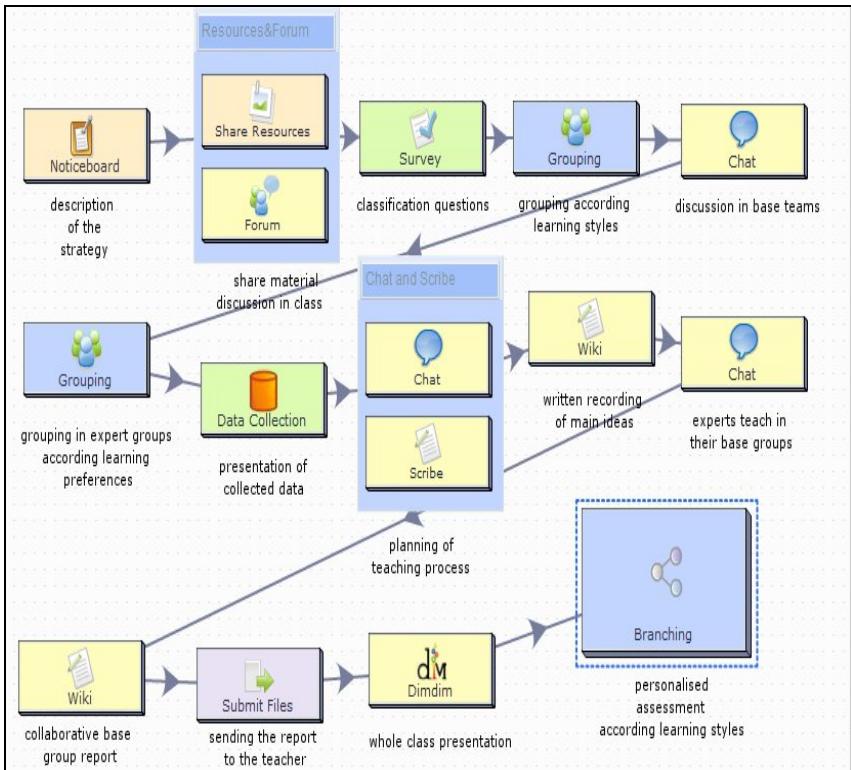 Resources&Forum
Share Resources
Noticeboard
Survey
Grouping
Chat
Forum
description
of the
strategy
classification questions
grouping according
learning styles
discussion in base teams
share material
discussion in class
Chat and Scribe
Grouping
Data Collection
Chat
Wiki
Chat
Scribe
grouping in expert groups
according learning
preferences
presentation of
collected data
written recording
of main ideas
experts teach in
their base groups
planning of
teaching process
Branching
Wiki
Submit Files
dM
Dimdim
collaborative base
group report
sending the report
to the teacher
whole class presentation
personalised
assessment
according learning styles